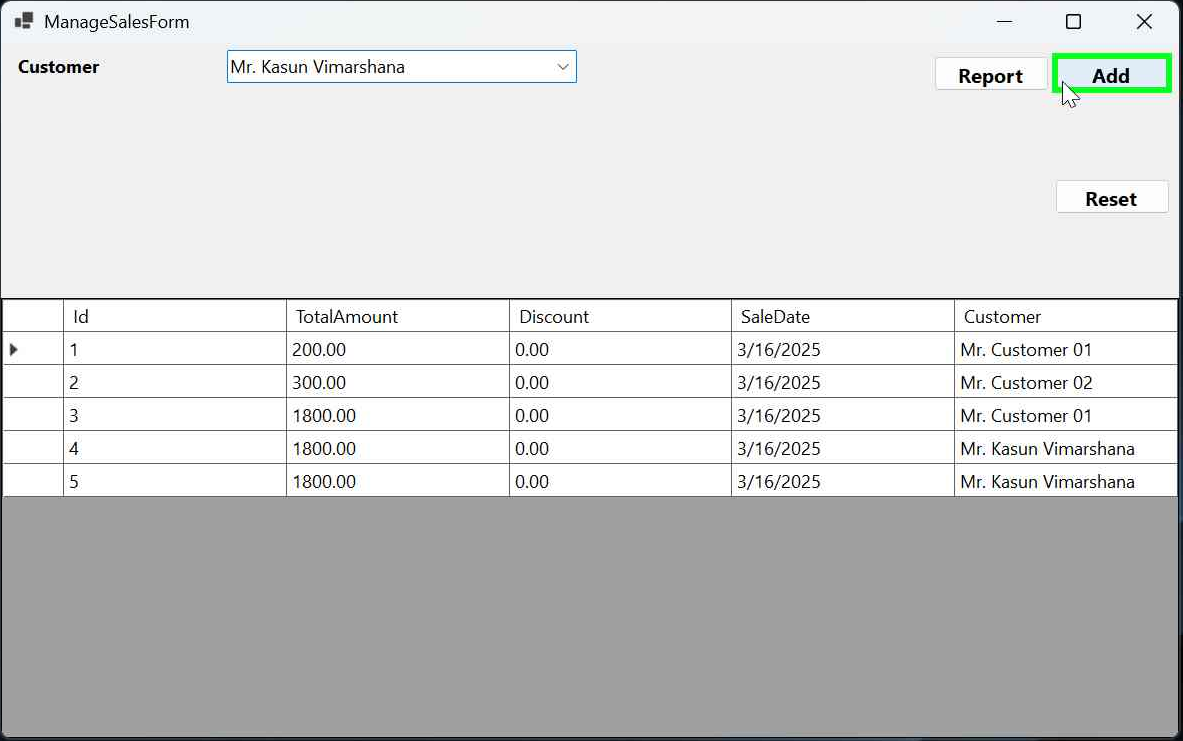 ManageSalesForm
Customer Mr. Kasun Vimarshana Report Add
Reset
Id TotalAmount Discount SaleDate Customer
1 200.00 0.00 3/16/2025 Mr. Customer 01
2 300.00 0.00 3/16/2025 Mr. Customer 02
3 1800.00 0.00 3/16/2025 Mr. Customer 01
4 1800.00 0.00 3/16/2025 Mr. Kasun Vimarshana
5 1800.00 0.00 3/16/2025 Mr. Kasun Vimarshana